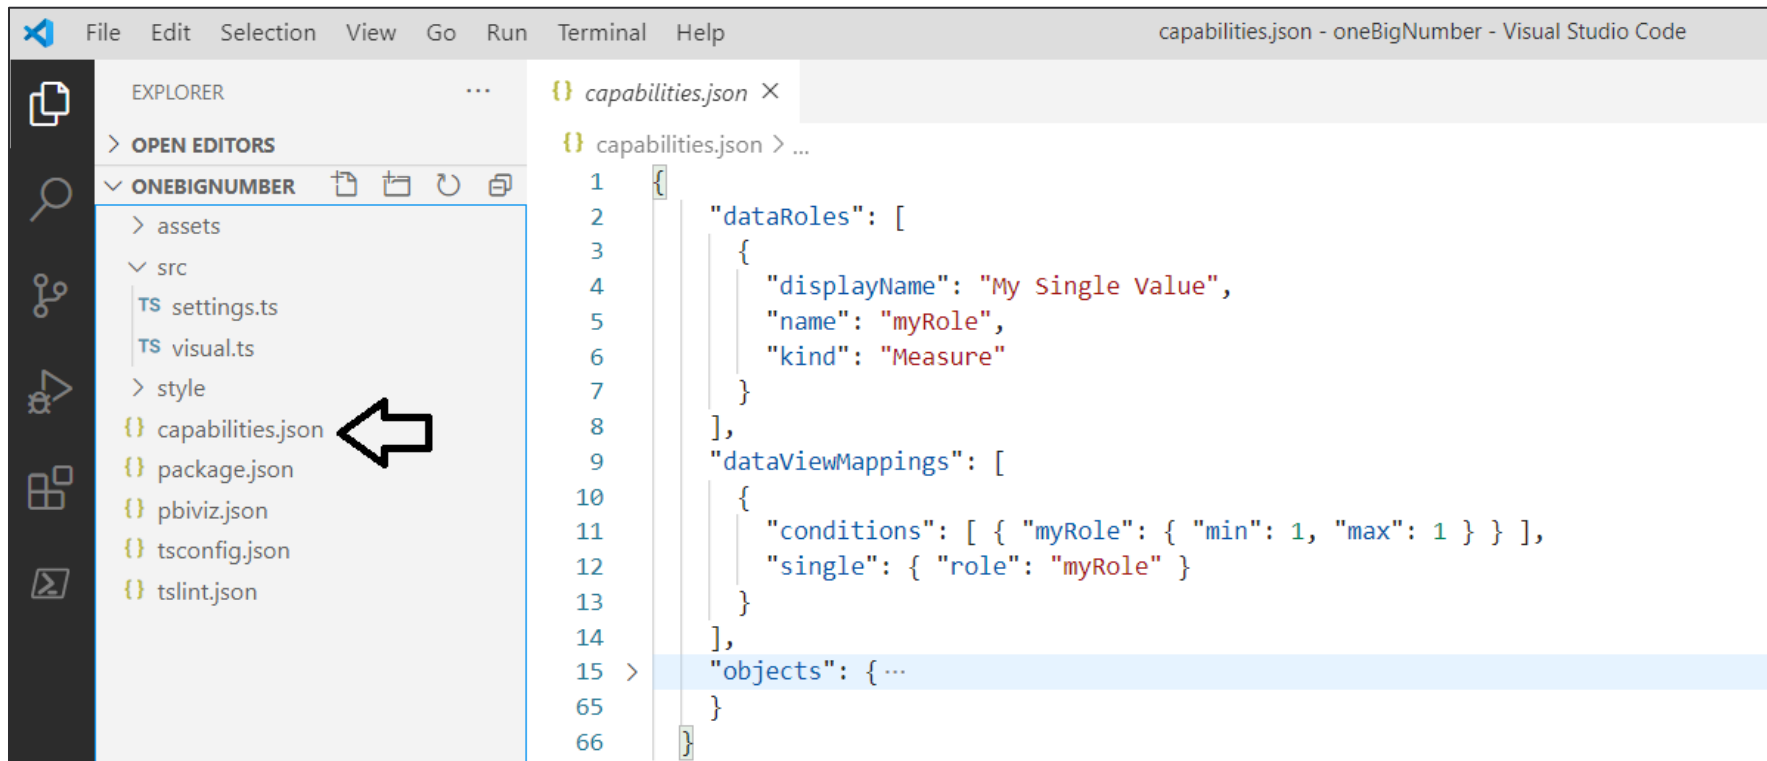 File Edit Selection View Go Run Terminal Help
capabilities.json - oneBigNumber - Visual Studio Code
EXPLORER ...
> OPEN EDITORS
ONEBIGNUMBER
> assets
src
TS settings.ts
TS visual.ts
> style
{} capabilities.json
{} package.json
{} pbiviz.json
{} tsconfig.json
{} tslint.json
{} capabilities.json ×
{} capabilities.json > ...
1 {
2 "dataRoles": [
3 {
4 "displayName": "My Single Value",
5 "name": "myRole",
6 "kind": "Measure"
7 }
8 ],
9 "dataViewMappings": [
10 {
11 "conditions": [ { "myRole": { "min": 1, "max": 1 } } ],
12 "single": { "role": "myRole" }
13 }
14 ],
15 > "objects": { ...
65 }
66 }